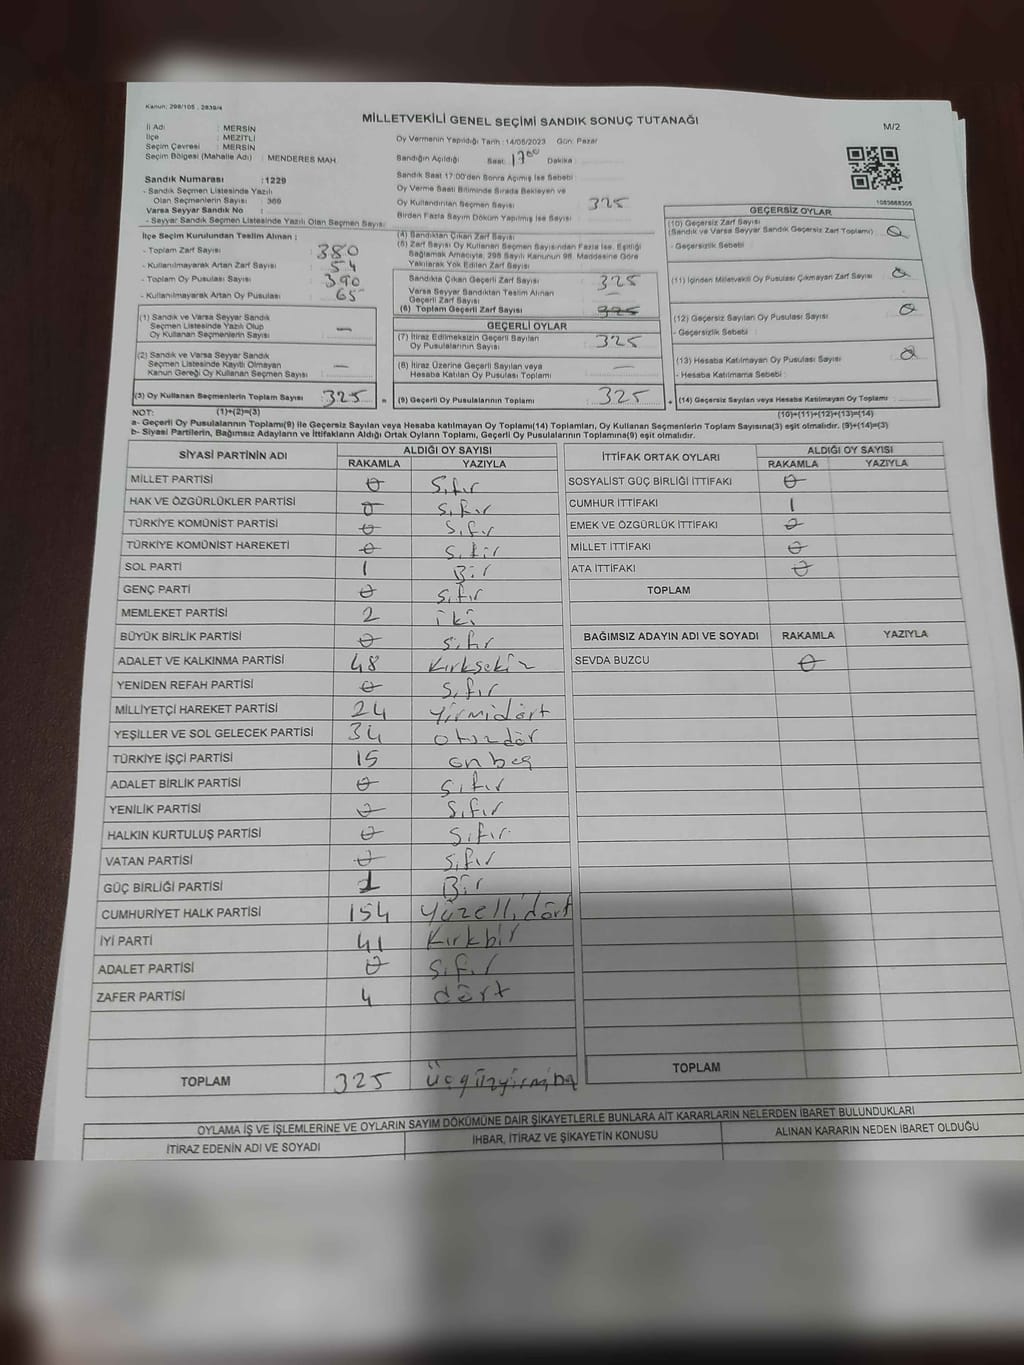 Kanun: 298/105 , 2839/4
MİLLETVEKİLİ GENEL SEÇİMİ SANDIK SONUÇ TUTANAĞI
M/2
İl Adı : MERSİN
İlçe : MEZİTLİ
Seçim Çevresi : MERSİN
Seçim Bölgesi (Mahalle Adı) : MENDERES MAH
Sandık Numarası : 1229
- Sandık Seçmen Listesinde Yazılı
Olan Seçmenlerin Sayısı : 369
Varsa Seyyar Sandık No :
- Seyyar Sandık Seçmen Listesinde Yazılı Olan Seçmen Sayısı:
Oy Vermenin Yapıldığı Tarih : 14/05/2023 Gün: Pazar
Sandığın Açıldığı Saat: 17 00 Dakika :
Sandık Saat 17:00'den Sonra Açımış İse Sebebi :
Oy Verme Saati Bitiminde Sırada Bekleyen ve
Oy Kullandırılan Seçmen Sayısı : 325
Birden Fazla Sayım Döküm Yapılmış İse Sayısı :
1083668305
İlçe Seçim Kurulundan Teslim Alınan :
- Toplam Zarf Sayısı : 380
- Kullanılmayarak Artan Zarf Sayısı : 54
- Toplam Oy Pusulası Sayısı : 390
- Kullanılmayarak Artan Oy Pusulası : 65
(1) Sandık ve Varsa Seyyar Sandık
Seçmen Listesinde Yazılı Olup
Oy Kullanan Seçmenlerin Sayısı : —
(2) Sandık ve Varsa Seyyar Sandık
Seçmen Listesinde Kayıtlı Olmayan
Kanun Gereği Oy Kullanan Seçmen Sayısı : —
(3) Oy Kullanan Seçmenlerin Toplam Sayısı : 325 =
(4) Sandıktan Çıkan Zarf Sayısı :
(5) Zarf Sayısı Oy Kullanan Seçmen Sayısından Fazla İse, Eşitliği
Sağlamak Amacıyla, 298 Sayılı Kanunun 98. Maddesine Göre
Yakılarak Yok Edilen Zarf Sayısı :
Sandıkta Çıkan Geçerli Zarf Sayısı : 325
Varsa Seyyar Sandıktan Teslim Alınan
Geçerli Zarf Sayısı : —
(6) Toplam Geçerli Zarf Sayısı : 325
GEÇERLİ OYLAR
(7) İtiraz Edilmeksizin Geçerli Sayılan
Oy Pusulalarının Sayısı : 325
(8) İtiraz Üzerine Geçerli Sayılan veya
Hesaba Katılan Oy Pusulası Toplamı : —
(9) Geçerli Oy Pusulalarının Toplamı : 325 +
GEÇERSİZ OYLAR
(10) Geçersiz Zarf Sayısı
(Sandık ve Varsa Seyyar Sandık Geçersiz Zarf Toplamı) : 0
- Geçersizlik Sebebi :
(11) İçinden Milletvekili Oy Pusulası Çıkmayan Zarf Sayısı : 0
(12) Geçersiz Sayılan Oy Pusulası Sayısı : 0
- Geçersizlik Sebebi :
(13) Hesaba Katılmayan Oy Pusulası Sayısı : 0
- Hesaba Katılmama Sebebi :
(14) Geçersiz Sayılan veya Hesaba Katılmayan Oy Toplamı :
NOT: (1)+(2)=(3) (10)+(11)+(12)+(13)=(14)
a- Geçerli Oy Pusulalarının Toplamı(9) ile Geçersiz Sayılan veya Hesaba katılmayan Oy Toplamı(14) Toplamları, Oy Kullanan Seçmenlerin Toplam Sayısına(3) eşit olmalıdır. (9)+(14)=(3)
b- Siyasi Partilerin, Bağımsız Adayların ve İttifakların Aldığı Ortak Oyların Toplamı, Geçerli Oy Pusulalarının Toplamına(9) eşit olmalıdır.
SİYASİ PARTİNİN ADI ALDIĞI OY SAYISI
RAKAMLA YAZIYLA
MİLLET PARTİSİ 0 Sıfır
HAK VE ÖZGÜRLÜKLER PARTİSİ 0 Sıfır
TÜRKİYE KOMÜNİST PARTİSİ 0 Sıfır
TÜRKİYE KOMÜNİST HAREKETİ 0 Sıfır
SOL PARTİ 1 Bir
GENÇ PARTİ 0 Sıfır
MEMLEKET PARTİSİ 2 iki
BÜYÜK BİRLİK PARTİSİ 0 Sıfır
ADALET VE KALKINMA PARTİSİ 48 Kırksekiz
YENİDEN REFAH PARTİSİ 0 Sıfır
MİLLİYETÇİ HAREKET PARTİSİ 24 Yirmidört
YEŞİLLER VE SOL GELECEK PARTİSİ 34 otuzdör
TÜRKİYE İŞÇİ PARTİSİ 15 on beş
ADALET BİRLİK PARTİSİ 0 Sıfır
YENİLİK PARTİSİ 0 Sıfır
HALKIN KURTULUŞ PARTİSİ 0 Sıfır
VATAN PARTİSİ 0 Sıfır
GÜÇ BİRLİĞİ PARTİSİ 1 Bir
CUMHURİYET HALK PARTİSİ 154 Yüzellidört
İYİ PARTİ 41 Kırkbir
ADALET PARTİSİ 0 Sıfır
ZAFER PARTİSİ 4 dört
TOPLAM 325
İTTİFAK ORTAK OYLARI ALDIĞI OY SAYISI
RAKAMLA YAZIYLA
SOSYALİST GÜÇ BİRLİĞİ İTTİFAKI 0
CUMHUR İTTİFAKI 1
EMEK VE ÖZGÜRLÜK İTTİFAKI 0
MİLLET İTTİFAKI 0
ATA İTTİFAKI 0
TOPLAM
BAĞIMSIZ ADAYIN ADI VE SOYADI RAKAMLA YAZIYLA
SEVDA BUZCU 0
TOPLAM
OYLAMA İŞ VE İŞLEMLERİNE VE OYLARIN SAYIM DÖKÜMÜNE DAİR ŞİKAYETLERLE BUNLARA AİT KARARLARIN NELERDEN İBARET BULUNDUKLARI
İTİRAZ EDENİN ADI VE SOYADI İHBAR, İTİRAZ VE ŞİKAYETİN KONUSU ALINAN KARARIN NEDEN İBARET OLDUĞU